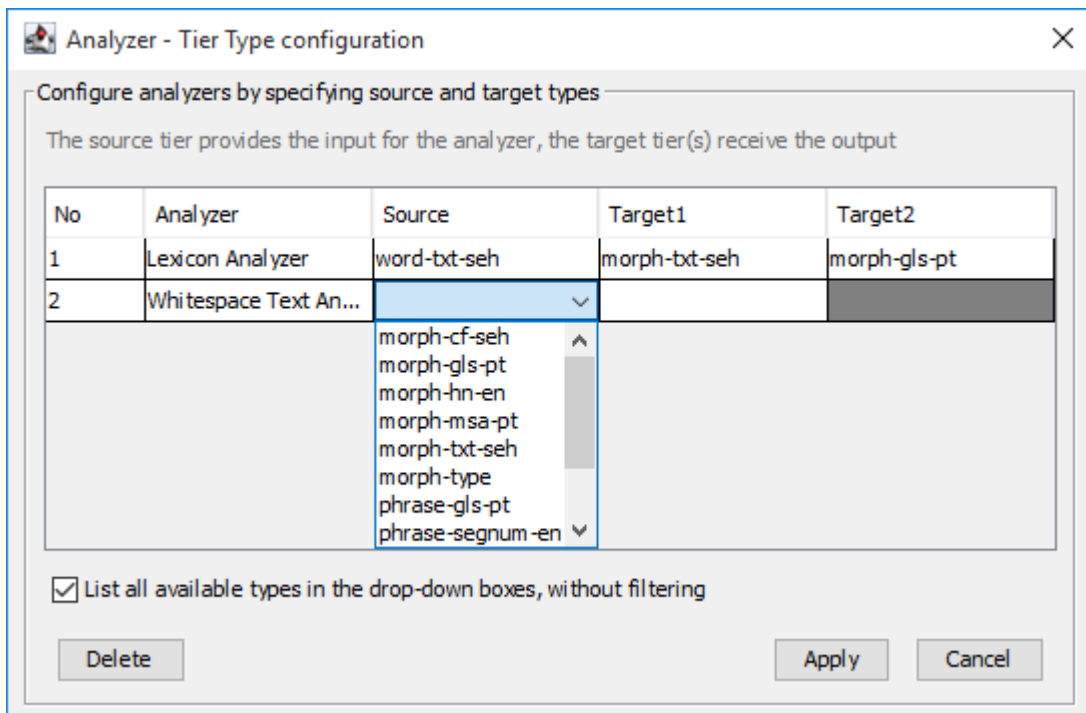 Analyzer - Tier Type configuration
Configure analyzers by specifying source and target types
The source tier provides the input for the analyzer, the target tier(s) receive the output
No Analyzer Source Target1 Target2
1 Lexicon Analyzer word-txt-seh morph-txt-seh morph-gls-pt
2 Whitespace Text An...
morph-cf-seh
morph-gls-pt
morph-hn-en
morph-msa-pt
morph-txt-seh
morph-type
phrase-gls-pt
phrase-segnum-en
List all available types in the drop-down boxes, without filtering
Delete Apply Cancel